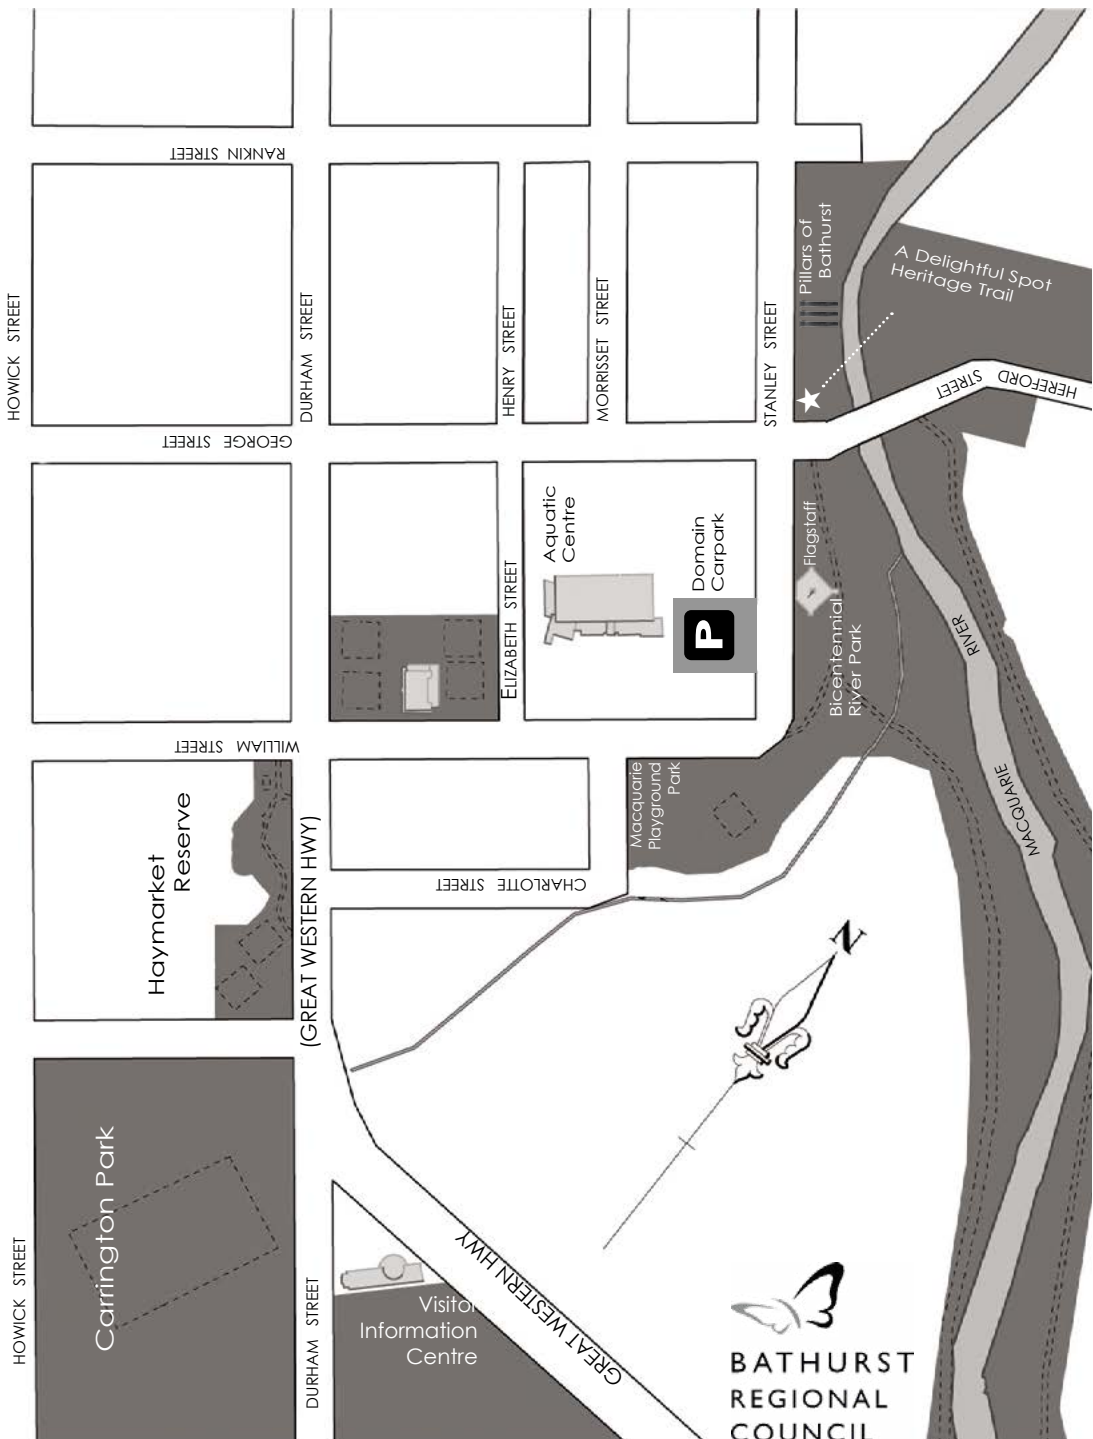 RANKIN STREET
HOWICK STREET
DURHAM STREET
HENRY STREET
MORRISSET STREET
STANLEY STREET
Pillars of
Bathurst
A Delightful Spot
Heritage Trail
HEREFORD
STREET
GEORGE STREET
Aquatic
Centre
Domain
Carpark
P
Flagstaff
Bicentennial
River Park
ELIZABETH STREET
RIVER
MACQUARIE
WILLIAM
STREET
Macquarie
Playground
Park
Haymarket
Reserve
(GREAT WESTERN HWY)
CHARLOTTE STREET
N
Carrington Park
HOWICK STREET
DURHAM STREET
Visitor
Information
Centre
GREAT WESTERN HWY
BATHURST
REGIONAL
COUNCIL